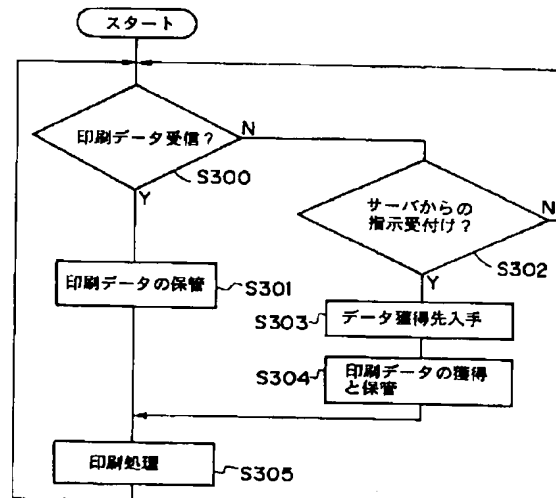 スタート
印刷データ受信？
N
S300
Y
サーバからの
指示受付け？
N
S302
Y
印刷データの保管
S301
S303
データ獲得先入手
S304
印刷データの獲得
と保管
印刷処理
S305